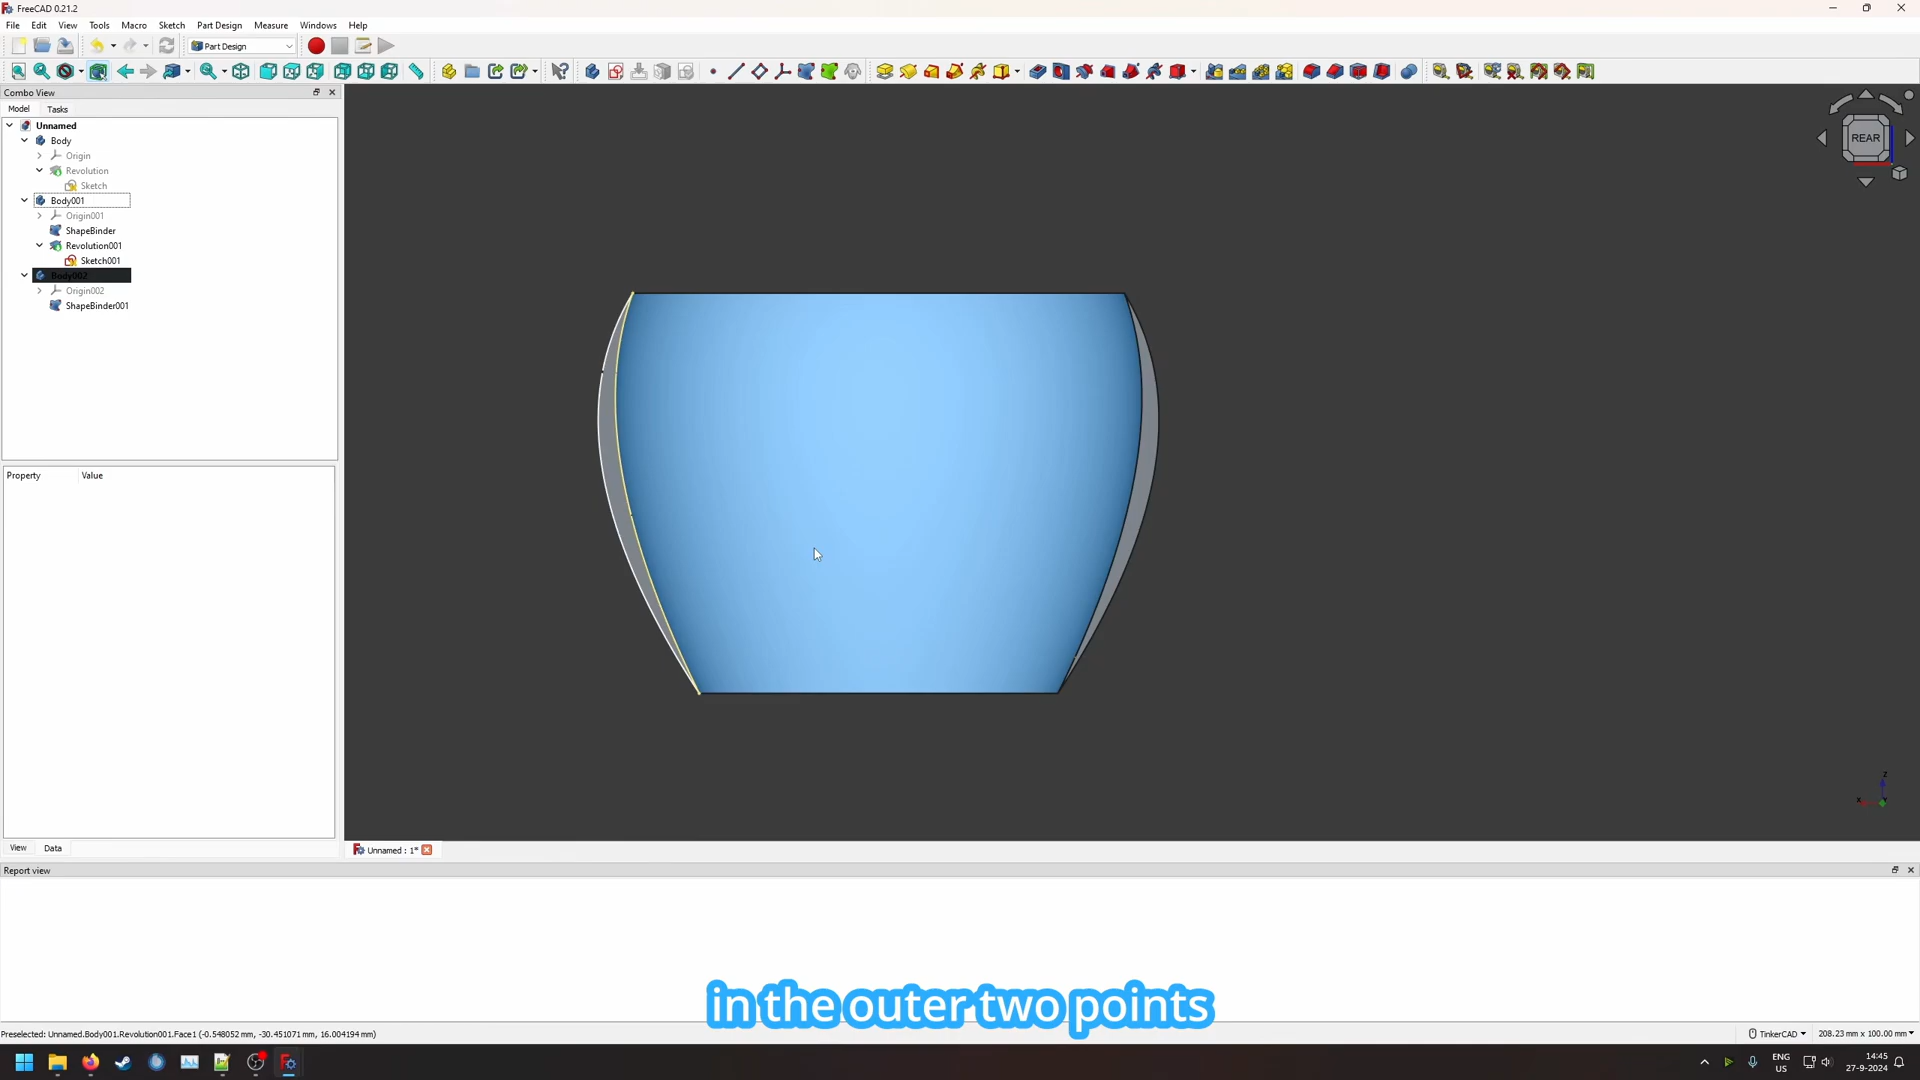 FreeCAD 0.21.2
File Edit View Tools Macro Sketch Part Design Measure Windows Help
Part Design
Combo View
Model Tasks
Unnamed
Body
Origin
Revolution
Sketch
Body001
Origin001
ShapeBinder
Revolution001
Sketch001
Body002
Origin002
ShapeBinder001
REAR
Property Value
Z
X
View Data
Unnamed : 1*
Report view
in the outer two points
Preselected: Unnamed.Body001.Revolution001.Face1 (-0.548052 mm, -30.451071 mm, 16.004194 mm)
TinkerCAD
208.23 mm x 100.00 mm
ENG
US
14:45
27-9-2024